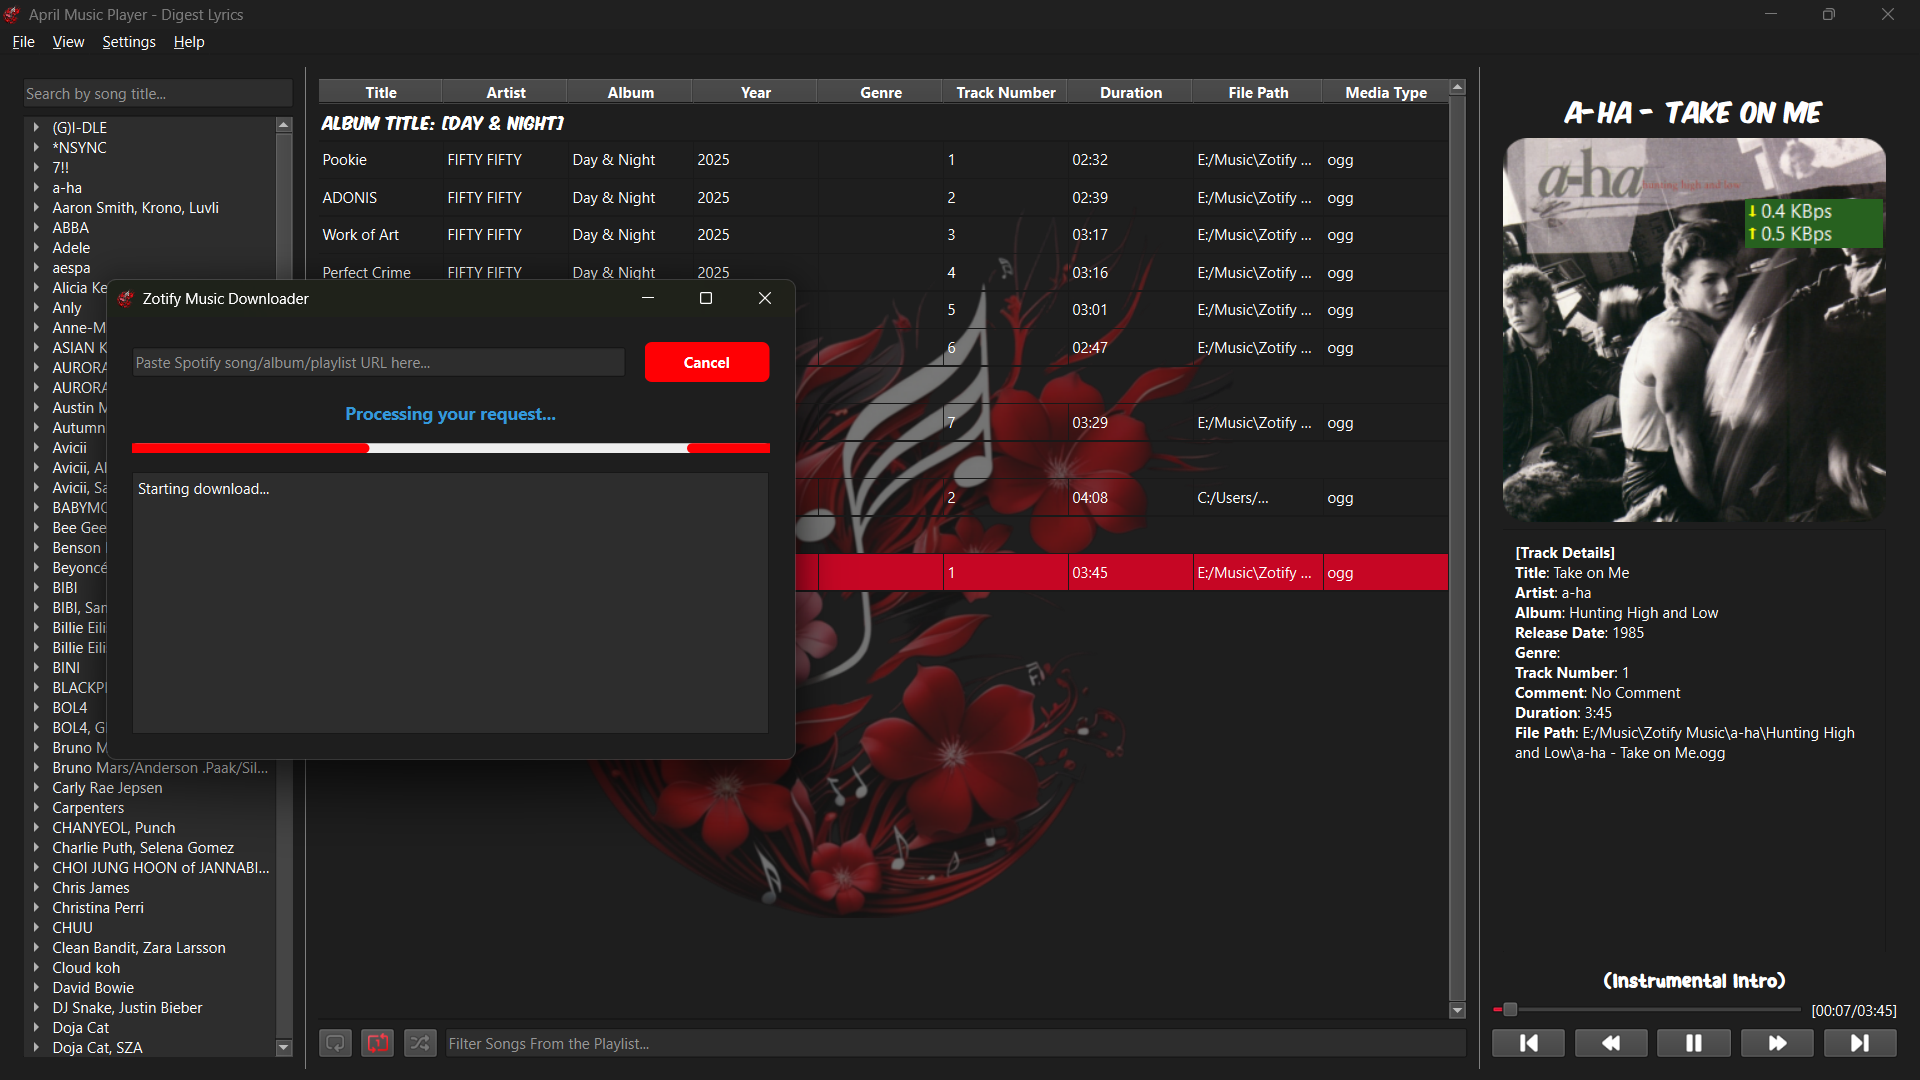 April Music Player - Digest Lyrics
File View Settings Help
Search by song title...
(G)I-DLE
*NSYNC
7!!
a-ha
Aaron Smith, Krono, Luvli
ABBA
Adele
aespa
Alicia Ke
Anly
Anne-M
ASIAN K
AURORA
AURORA
Austin M
Autumn
Avicii
Avicii, Al
Avicii, Sa
BABYMO
Bee Gee
Benson
Beyoncé
BIBI
BIBI, Sar
Billie Eili
Billie Eili
BINI
BLACKPI
BOL4
BOL4, G
Bruno M
Bruno Mars/Anderson .Paak/Sil...
Carly Rae Jepsen
Carpenters
CHANYEOL, Punch
Charlie Puth, Selena Gomez
CHOI JUNG HOON of JANNABI...
Chris James
Christina Perri
CHUU
Clean Bandit, Zara Larsson
Cloud koh
David Bowie
DJ Snake, Justin Bieber
Doja Cat
Doja Cat, SZA
Title Artist Album Year Genre Track Number Duration File Path Media Type
ALBUM TITLE: [DAY & NIGHT]
Pookie FIFTY FIFTY Day & Night 2025 1 02:32 E:/Music\Zotify ... ogg
ADONIS FIFTY FIFTY Day & Night 2025 2 02:39 E:/Music\Zotify ... ogg
Work of Art FIFTY FIFTY Day & Night 2025 3 03:17 E:/Music\Zotify ... ogg
Perfect Crime FIFTY FIFTY Day & Night 2025 4 03:16 E:/Music\Zotify ... ogg
5 03:01 E:/Music\Zotify ... ogg
6 02:47 E:/Music\Zotify ... ogg
7 03:29 E:/Music\Zotify ... ogg
2 04:08 C:/Users/... ogg
1 03:45 E:/Music\Zotify ... ogg
Zotify Music Downloader
Paste Spotify song/album/playlist URL here...
Cancel
Processing your request...
Starting download...
Filter Songs From the Playlist...
A-HA - TAKE ON ME
a-ha
hunting high and low
0.4 KBps
0.5 KBps
[Track Details]
Title: Take on Me
Artist: a-ha
Album: Hunting High and Low
Release Date: 1985
Genre:
Track Number: 1
Comment: No Comment
Duration: 3:45
File Path: E:/Music\Zotify Music\a-ha\Hunting High
and Low\a-ha - Take on Me.ogg
(Instrumental Intro)
[00:07/03:45]